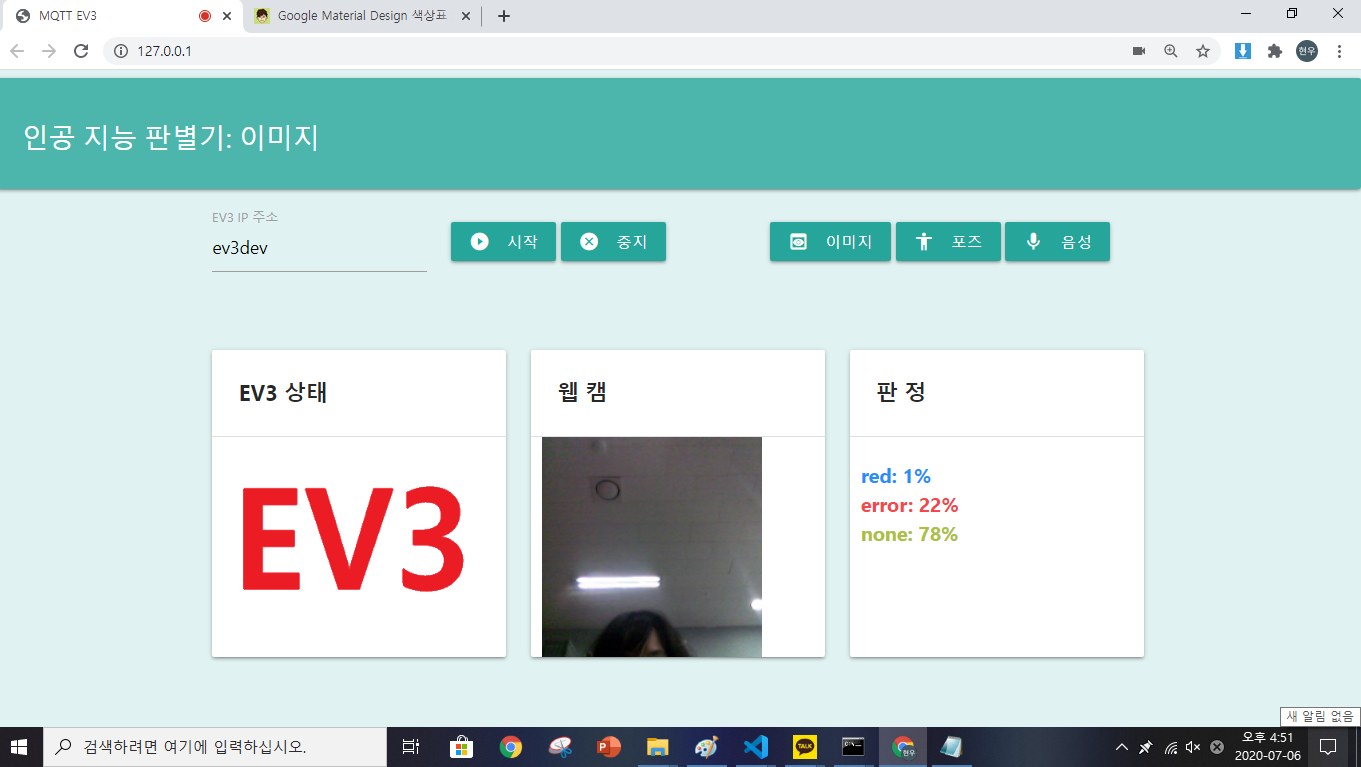 MQTT EV3
Google Material Design 색상표
127.0.0.1
현우
인공 지능 판별기: 이미지
EV3 IP 주소
ev3dev
시작
중지
이미지
포즈
음성
EV3 상태
웹 캠
판 정
EV3
red: 1%
error: 22%
none: 78%
새 알림 없음
검색하려면 여기에 입력하십시오.
TALK
현우
오후 4:51
2020-07-06